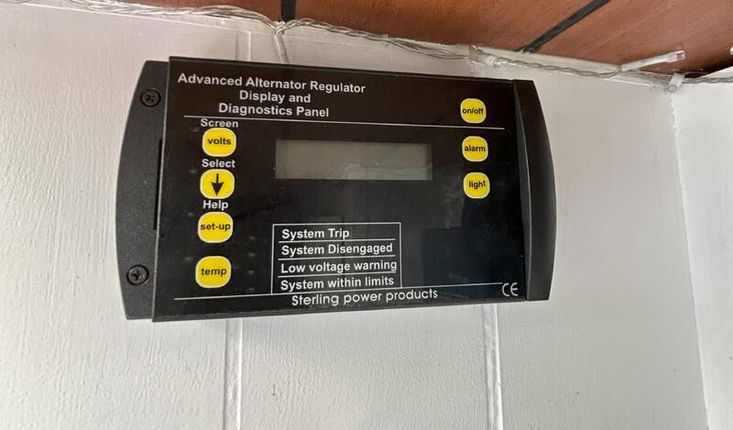 Advanced Alternator Regulator
Display and
Diagnostics Panel
Screen
volts
Select
Help
set-up
temp
on/off
alarm
light
System Trip
System Disengaged
Low voltage warning
System within limits
Sterling power products
CE